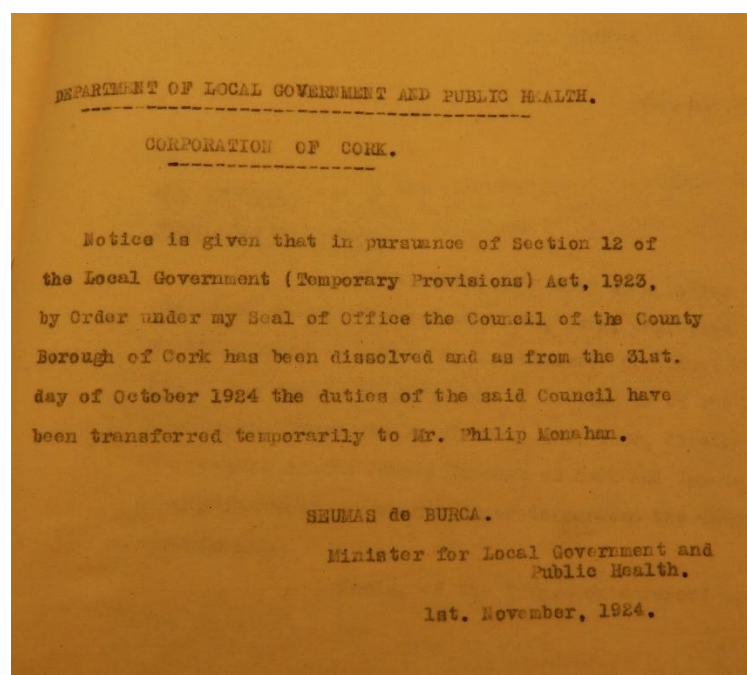 DEPARTMENT OF LOCAL GOVERNMENT AND PUBLIC HEALTH.
CORPORATION OF CORK.
Notice is given that in pursuance of Section 12 of
the Local Government (Temporary Provisions) Act, 1923,
by Order under my Seal of Office the Council of the County
Borough of Cork has been dissolved and as from the 31st.
day of October 1924 the duties of the said Council have
been transferred temporarily to Mr. Philip Monahan.
SEUMAS de BURCA.
Minister for Local Government and
Public Health.
1st. November, 1924.